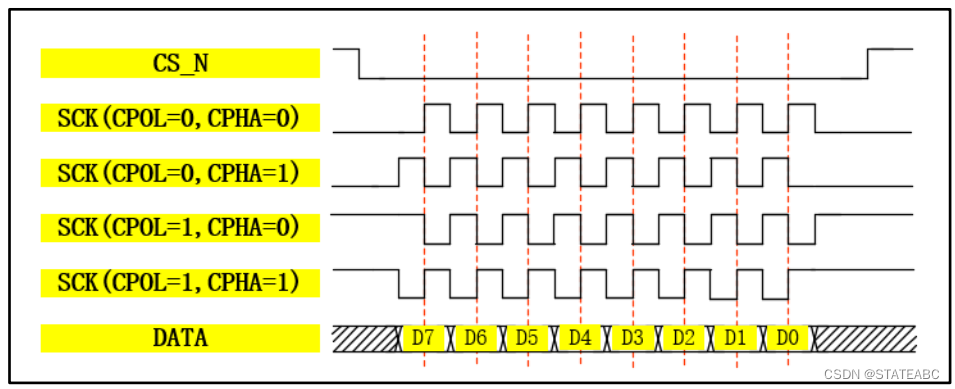 CS_N
SCK(CPOL=0,CPHA=0)
SCK(CPOL=0,CPHA=1)
SCK(CPOL=1,CPHA=0)
SCK(CPOL=1,CPHA=1)
DATA D7 D6 D5 D4 D3 D2 D1 D0
CSDN @STATEABC